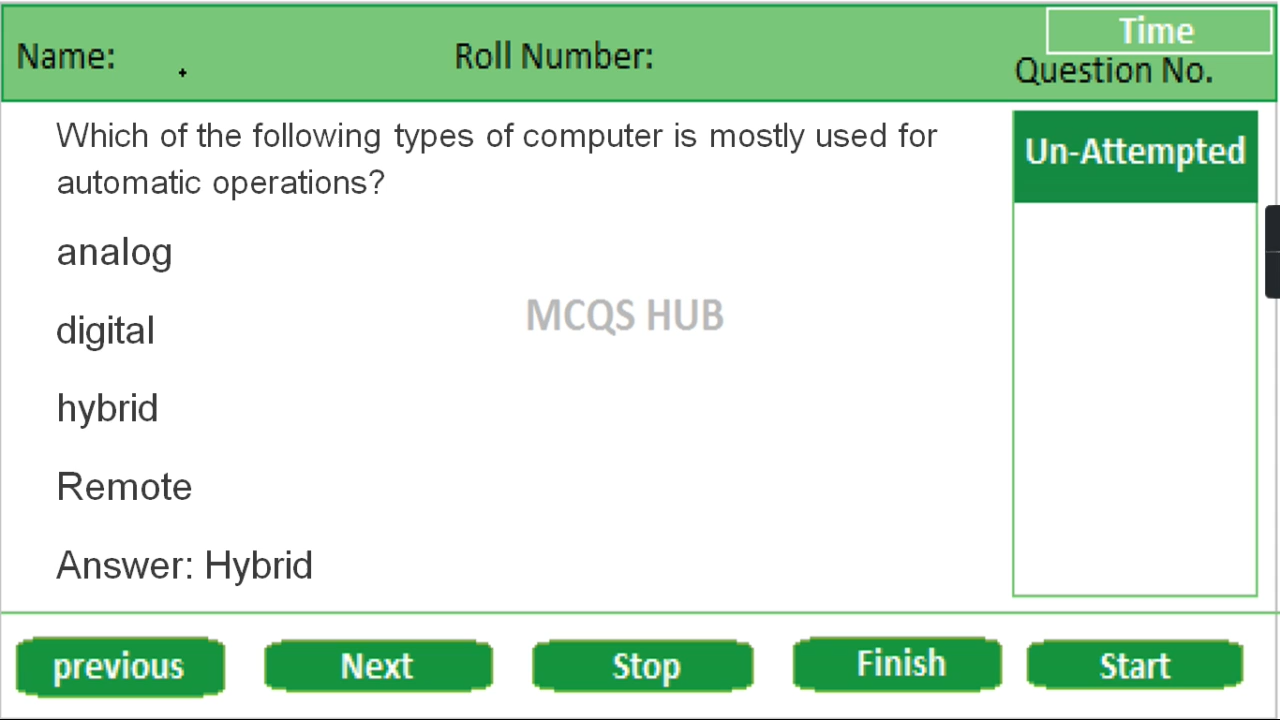 Time
Name:
Roll Number:
Question No.
Which of the following types of computer is mostly used for
automatic operations?
Un-Attempted
analog
digital
MCQS HUB
hybrid
Remote
Answer: Hybrid
previous
Next
Stop
Finish
Start